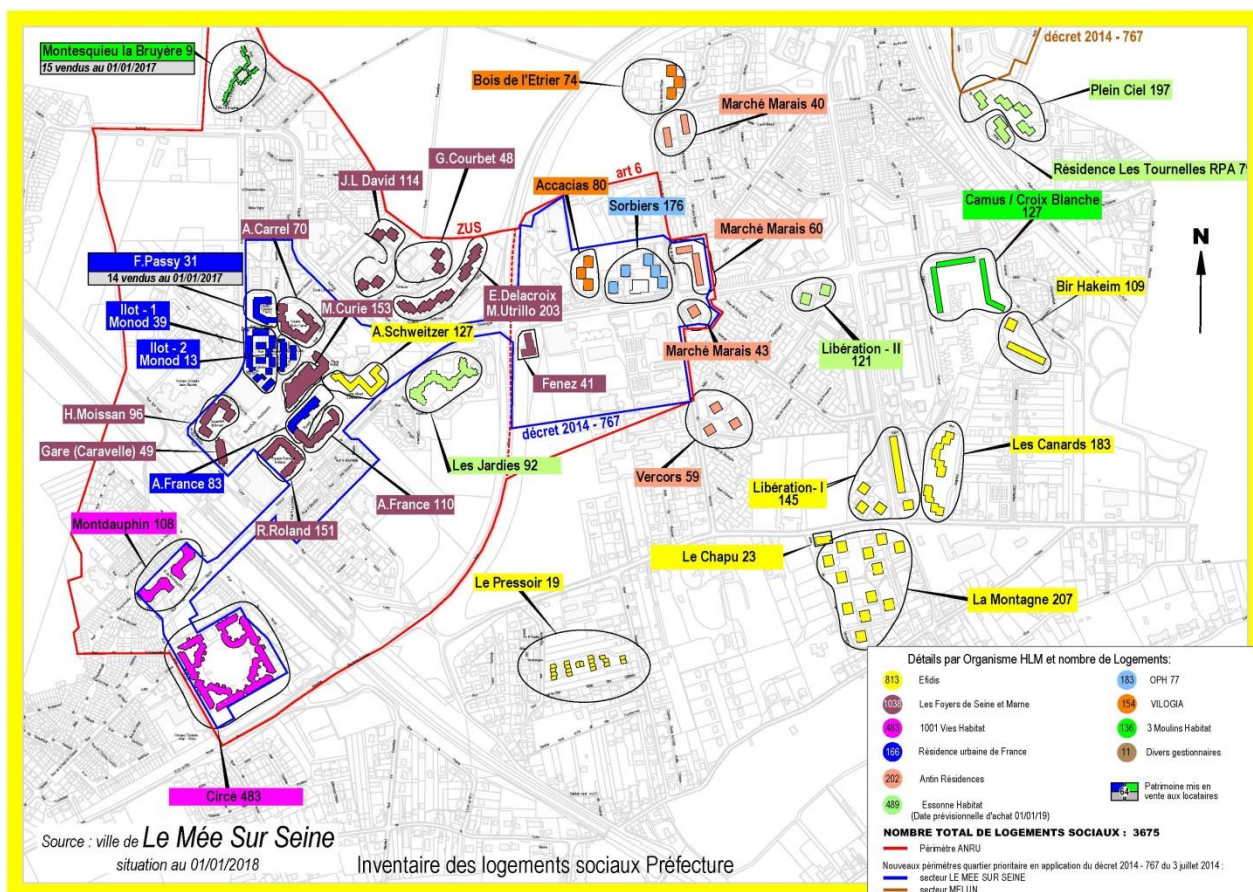 décret 2014 - 767
Montesquieu la Bruyère 9
15 vendus au 01/01/2017
Bois de l'Etrier 74
Plein Ciel 197
Marché Marais 40
G.Courbet 48
J.L David 114
Résidence Les Tournelles RPA 79
art 6
Accacias 80
Sorbiers 176
Camus / Croix Blanche
127
A.Carrel 70
ZUS
Marché Marais 60
N
F.Passy 31
14 vendus au 01/01/2017
Bir Hakeim 109
E.Delacroix
M.Utrillo 203
M.Curie 153
Ilot - 1
Monod 39
A.Schweitzer 127
Ilot - 2
Monod 13
Marché Marais 43
Libération - II
121
Fenez 41
H.Moissan 96
décret 2014 - 767
Les Canards 183
Gare (Caravelle) 49
Les Jardies 92
Vercors 59
A.France 83
Libération- I
145
A.France 110
Montdauphin 108
R.Roland 151
Le Chapu 23
Le Pressoir 19
La Montagne 207
Circé 483
Détails par Organisme HLM et nombre de Logements:
813 Efidis
183 OPH 77
1038 Les Foyers de Seine et Marne
154 VILOGIA
483 1001 Vies Habitat
136 3 Moulins Habitat
166 Résidence urbaine de France
11 Divers gestionnaires
202 Antin Résidences
64 Patrimoine mis en
vente aux locataires
489 Essonne Habitat
(Date prévisionnelle d'achat 01/01/19)
NOMBRE TOTAL DE LOGEMENTS SOCIAUX : 3675
Périmétre ANRU
Nouveaux périmètres quartier prioritaire en application du décret 2014 - 767 du 3 juillet 2014 :
secteur LE MEE SUR SEINE
secteur MELUN
Source : ville de Le Mée Sur Seine
situation au 01/01/2018
Inventaire des logements sociaux Préfecture